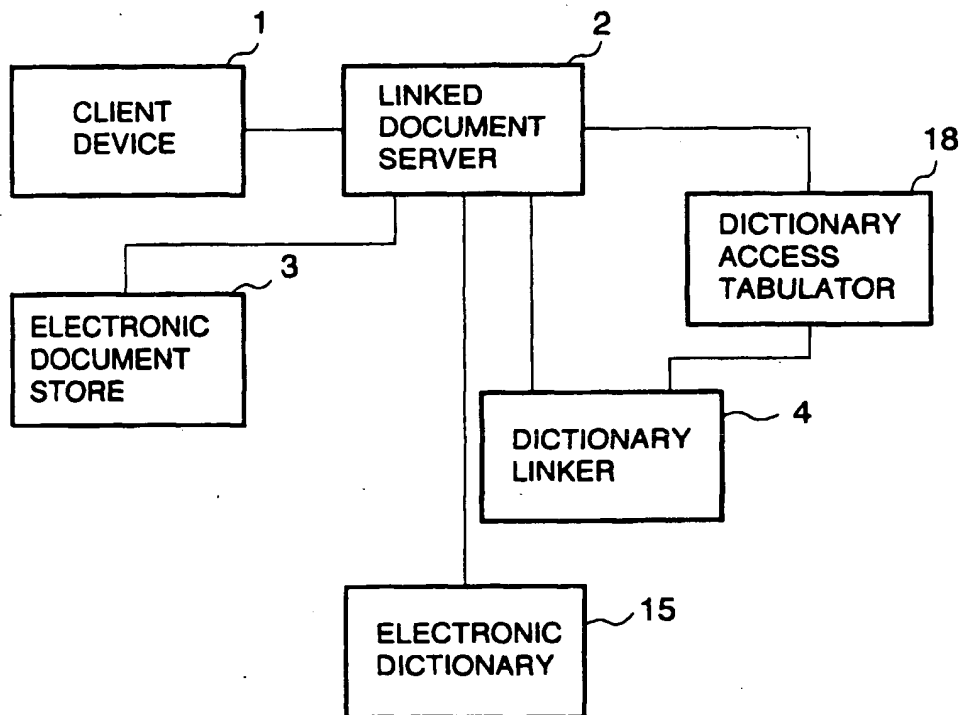 1
CLIENT
DEVICE
2
LINKED
DOCUMENT
SERVER
18
DICTIONARY
ACCESS
TABULATOR
3
ELECTRONIC
DOCUMENT
STORE
4
DICTIONARY
LINKER
15
ELECTRONIC
DICTIONARY